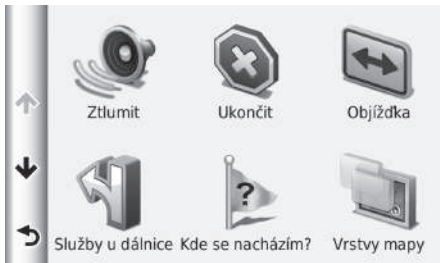 Ztlumit Ukončit Objížďka
Služby u dálnice Kde se nacházím? Vrstvy mapy